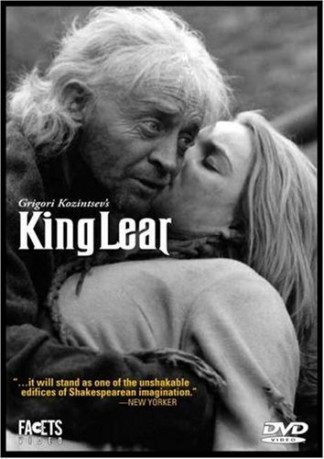 Grigori Kozintsev's
King Lear
"...it will stand as one of the unshakable
edifices of Shakespearean imagination."
—NEW YORKER
FACETS
VIDEO
DVD
VIDEO